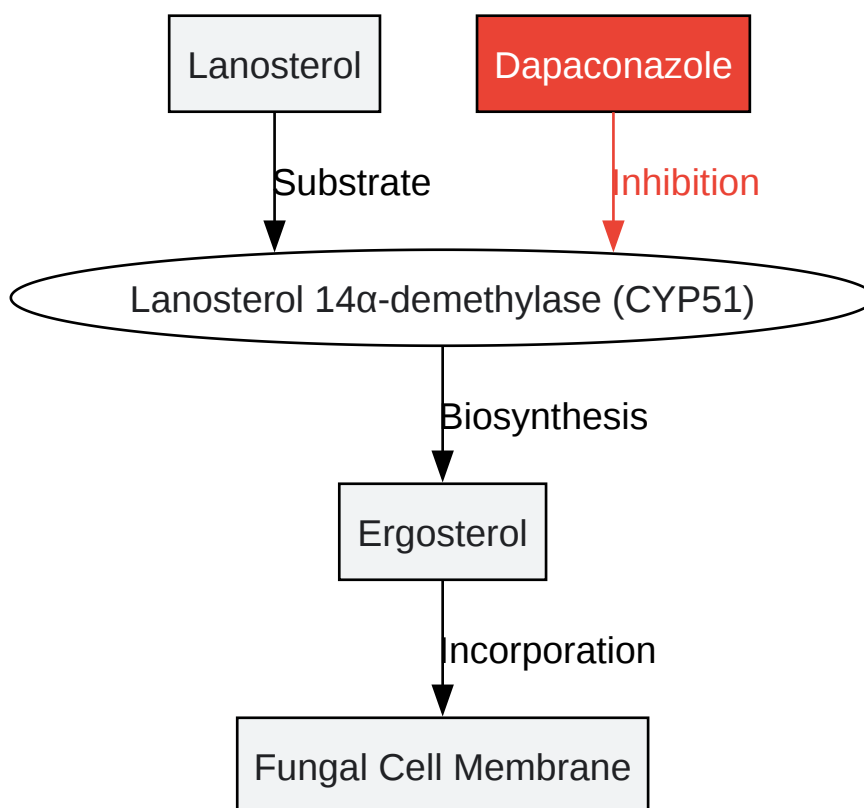 Lanosterol
Dapaconazole
Substrate
Inhibition
Lanosterol 14α-demethylase (CYP51)
Biosynthesis
Ergosterol
Incorporation
Fungal Cell Membrane